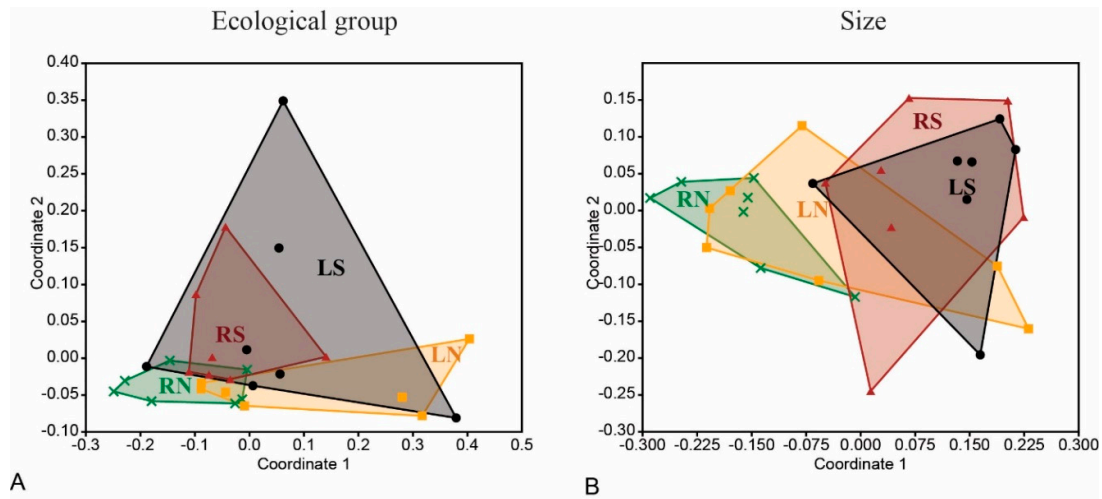 Ecological group
Size
0.40
0.35
0.30
0.25
0.20
0.15
0.10
0.05
0.00
-0.05
-0.10
Coordinate 2
LS
RS
LN
RN
-0.3
-0.2
-0.1
0.0
0.1
0.2
0.3
0.4
0.5
Coordinate 1
A
0.15
0.10
0.05
0.00
-0.05
-0.10
-0.15
-0.20
-0.25
-0.30
Coordinate 2
RS
LS
RN
LN
-0.300
-0.225
-0.150
-0.075
0.000
0.075
0.150
0.225
0.300
Coordinate 1
B